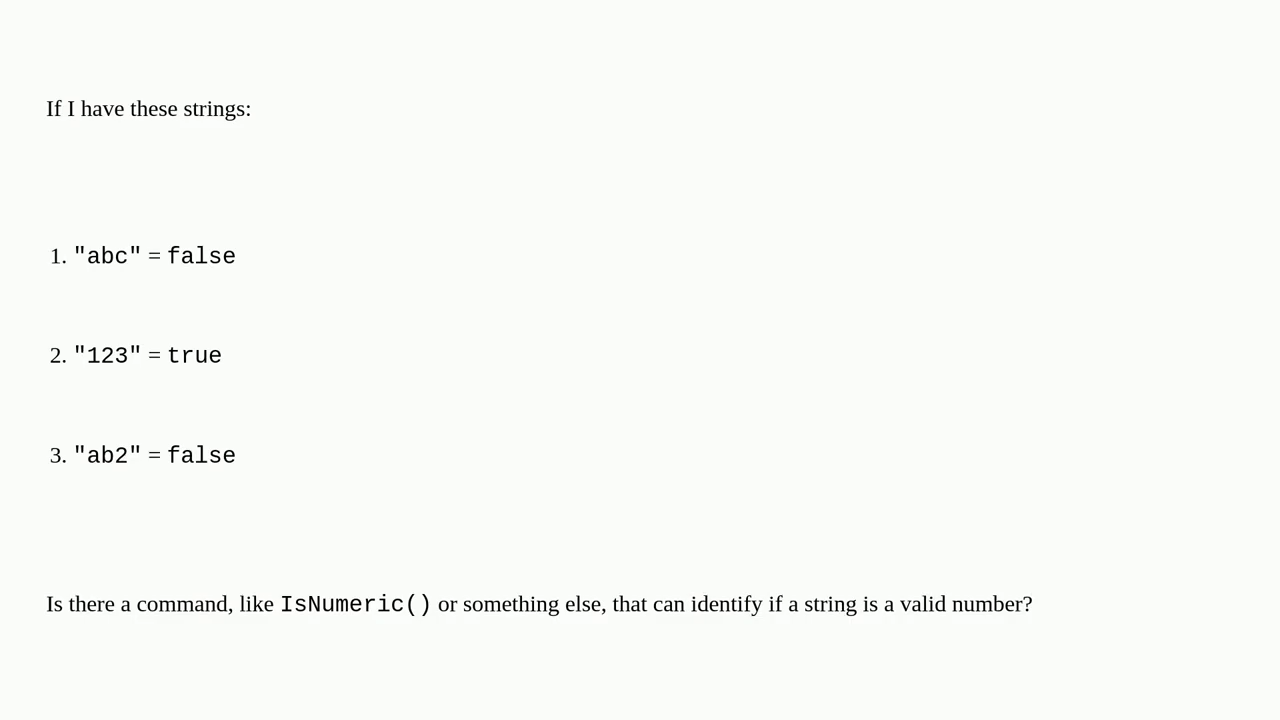 If I have these strings:
1. "abc" = false
2. "123" = true
3. "ab2" = false
Is there a command, like IsNumeric() or something else, that can identify if a string is a valid number?